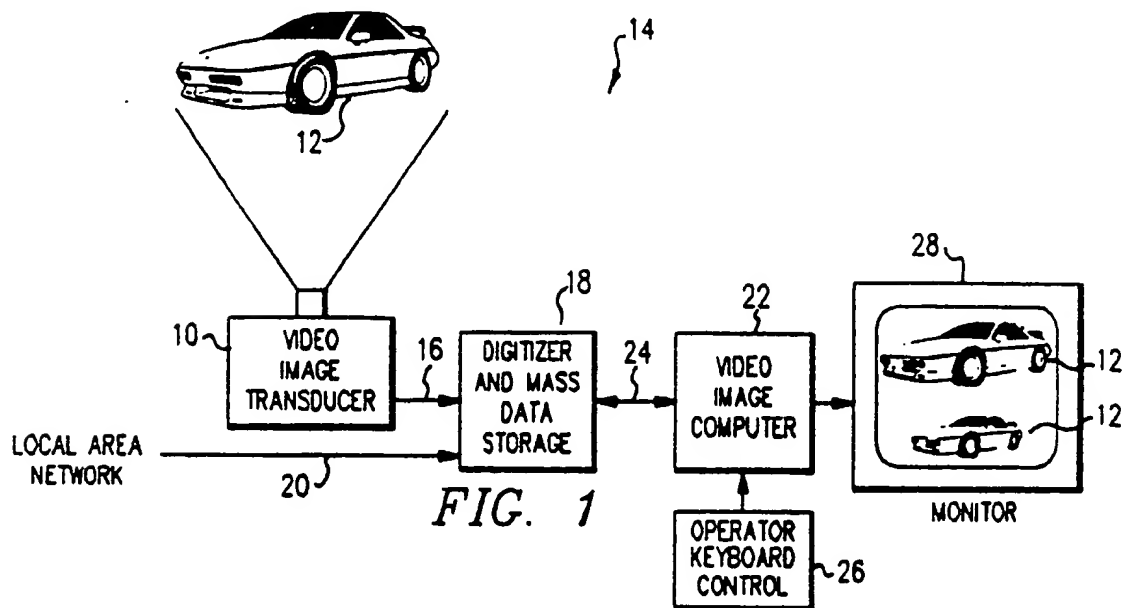 14
12
28
18
22
10
VIDEO
IMAGE
TRANSDUCER
16
DIGITIZER
AND MASS
DATA
STORAGE
24
VIDEO
IMAGE
COMPUTER
12
12
LOCAL AREA
NETWORK
20
FIG. 1
MONITOR
OPERATOR
KEYBOARD
CONTROL
26